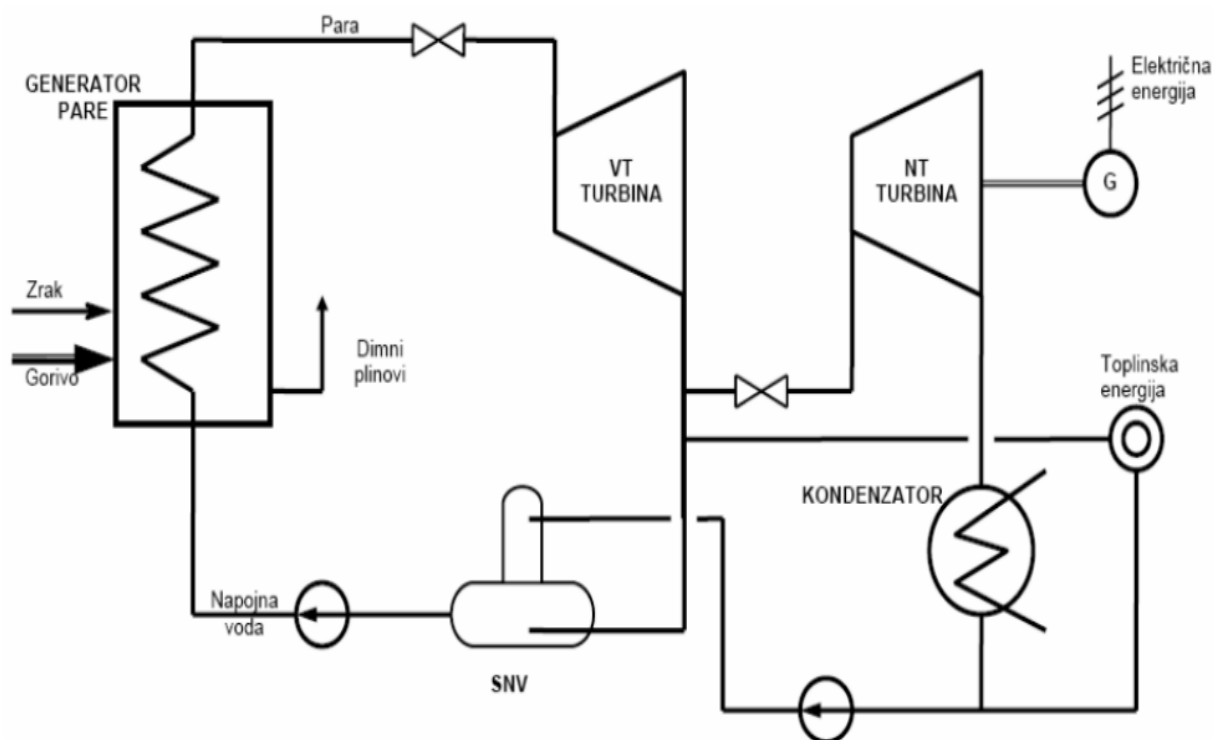 Para
GENERATOR
PARE
Električna
energija
VT
TURBINA
NT
TURBINA
G
Zrak
Gorivo
Dimni
plinovi
Toplinska
energija
KONDENZATOR
Napojna
voda
SNV